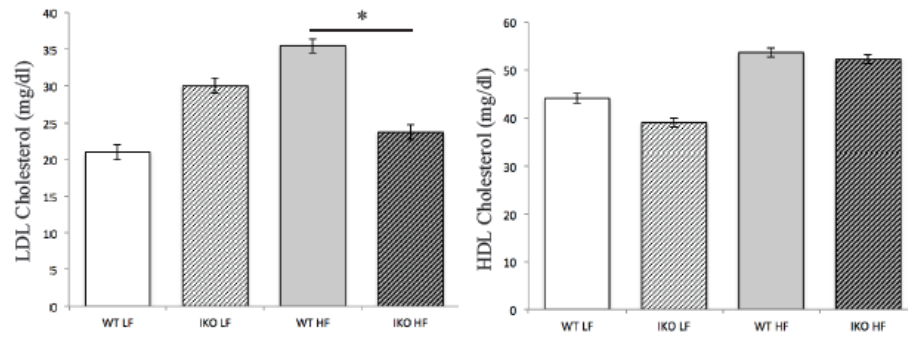 *
LDL Cholesterol (mg/dl)
40
35
30
25
20
15
10
5
0
WT LF
IKO LF
WT HF
IKO HF
HDL Cholesterol (mg/dl)
60
50
40
30
20
10
0
WT LF
IKO LF
WT HF
IKO HF